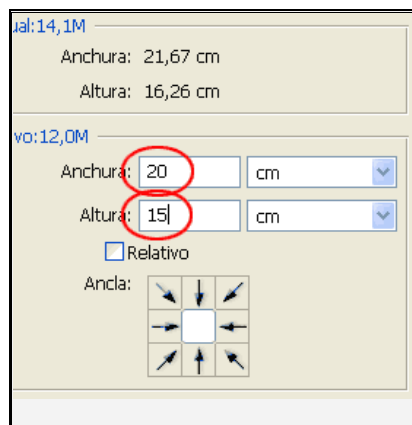 ual:14,1M
Anchura: 21,67 cm
Altura: 16,26 cm
vo:12,0M
Anchura: 20 cm
Altura: 15 cm
Relativo
Ancla: